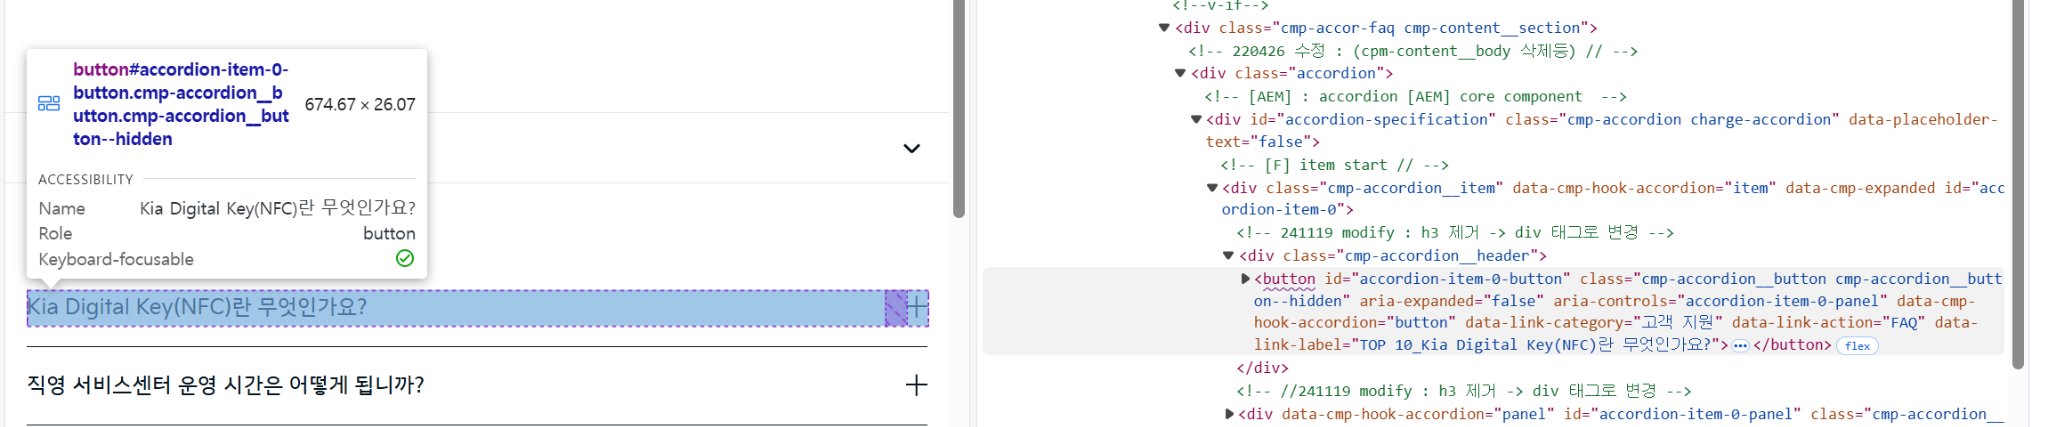 button#accordion-item-0-
button.cmp-accordion__b
utton.cmp-accordion__but
ton--hidden
674.67 × 26.07
ACCESSIBILITY
Name Kia Digital Key(NFC)란 무엇인가요?
Role button
Keyboard-focusable
Kia Digital Key(NFC)란 무엇인가요?
직영 서비스센터 운영 시간은 어떻게 됩니까?
<!--v-if-->
<div class="cmp-accor-faq cmp-content__section">
<!-- 220426 수정 : (cpm-content__body 삭제등) // -->
<div class="accordion">
<!-- [AEM] : accordion [AEM] core component  -->
<div id="accordion-specification" class="cmp-accordion charge-accordion" data-placeholder-
text="false">
<!-- [F] item start // -->
<div class="cmp-accordion__item" data-cmp-hook-accordion="item" data-cmp-expanded id="acc
ordion-item-0">
<!-- 241119 modify : h3 제거 -> div 태그로 변경 -->
<div class="cmp-accordion__header">
<button id="accordion-item-0-button" class="cmp-accordion__button cmp-accordion__butt
on--hidden" aria-expanded="false" aria-controls="accordion-item-0-panel" data-cmp-
hook-accordion="button" data-link-category="고객 지원" data-link-action="FAQ" data-
link-label="TOP 10_Kia Digital Key(NFC)란 무엇인가요?">…</button> flex
</div>
<!-- //241119 modify : h3 제거 -> div 태그로 변경 -->
<div data-cmp-hook-accordion="panel" id="accordion-item-0-panel" class="cmp-accordion__